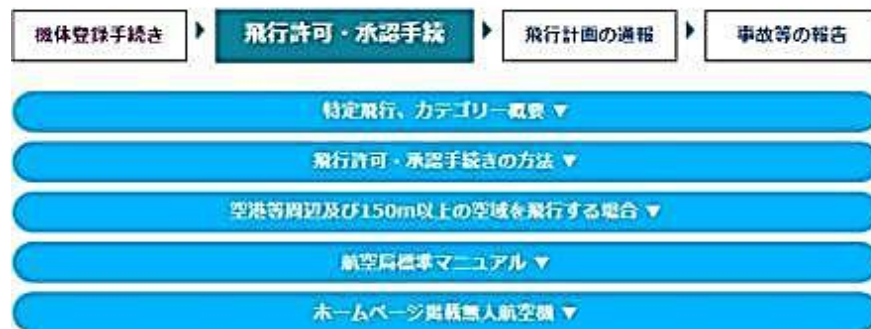 機体登録手続き ▶ 飛行許可・承認手続 ▶ 飛行計画の通報 ▶ 事故等の報告
特定飛行、カテゴリー概要 ▼
飛行許可・承認手続きの方法 ▼
空港等周辺及び150m以上の空域を飛行する場合 ▼
航空局標準マニュアル ▼
ホームページ掲載無人航空機 ▼